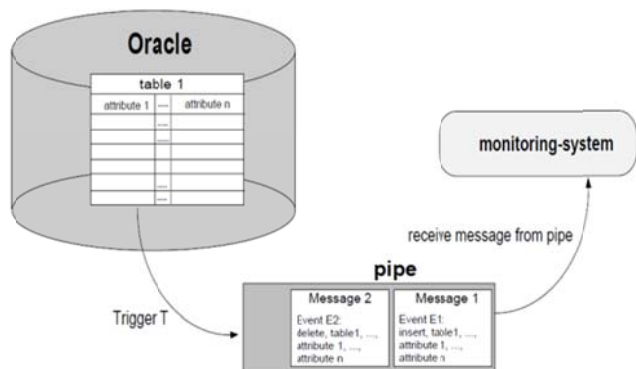 Oracle
table 1
attribute 1 .... attribute n
....
....
....
....
monitoring-system
receive message from pipe
pipe
Trigger T
Message 2
Event E2:
delete, table1, ...,
attribute 1, ...,
attribute n
Message 1
Event E1:
insert, table1, ...,
attribute 1, ...,
attribute n